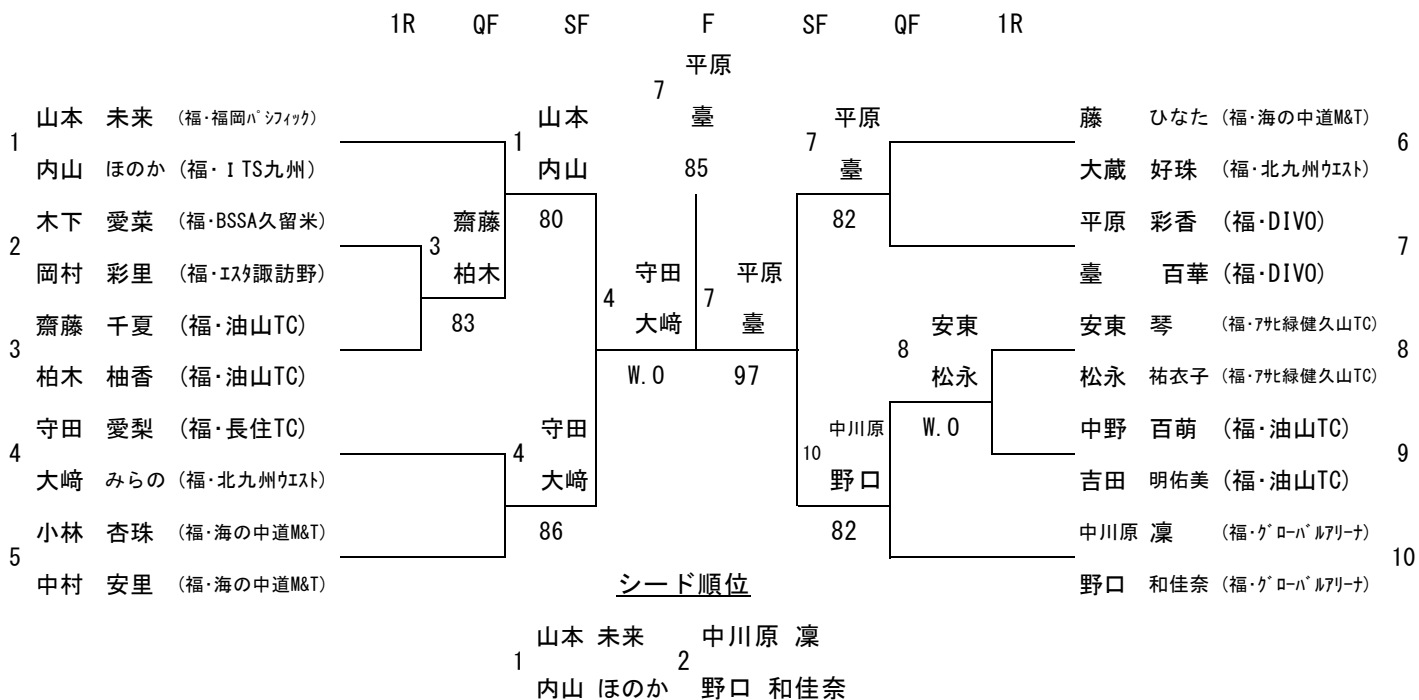 1R QF SF F SF QF 1R
平原
7
山本 未来 (福・福岡ﾊﾟｼﾌｨｯｸ) 山本 臺 平原 藤 ひなた (福・海の中道M&T)
1 1 7 6
内山 ほのか (福・ITS九州) 内山 85 臺 大蔵 好珠 (福・北九州ｳｴｽﾄ)
木下 愛菜 (福・BSSA久留米) 齋藤 80 82 平原 彩香 (福・DIVO)
2 3 7
岡村 彩里 (福・ｴｽﾀ諏訪野) 柏木 守田 平原 臺 百華 (福・DIVO)
4 7
齋藤 千夏 (福・油山TC) 83 大﨑 臺 安東 安東 琴 (福・ｱｻﾋ緑健久山TC)
3 8 8
柏木 柚香 (福・油山TC) W.O 97 松永 松永 祐衣子 (福・ｱｻﾋ緑健久山TC)
守田 愛梨 (福・長住TC) 守田 中川原 W.O 中野 百萌 (福・油山TC)
4 4 10 9
大﨑 みらの (福・北九州ｳｴｽﾄ) 大﨑 野口 吉田 明佑美 (福・油山TC)
小林 杏珠 (福・海の中道M&T) 86 82 中川原 凜 (福・ｸﾞﾛｰﾊﾞﾙｱﾘｰﾅ)
5 10
中村 安里 (福・海の中道M&T) シード順位 野口 和佳奈 (福・ｸﾞﾛｰﾊﾞﾙｱﾘｰﾅ)
山本 未来 中川原 凜
1 2
内山 ほのか 野口 和佳奈